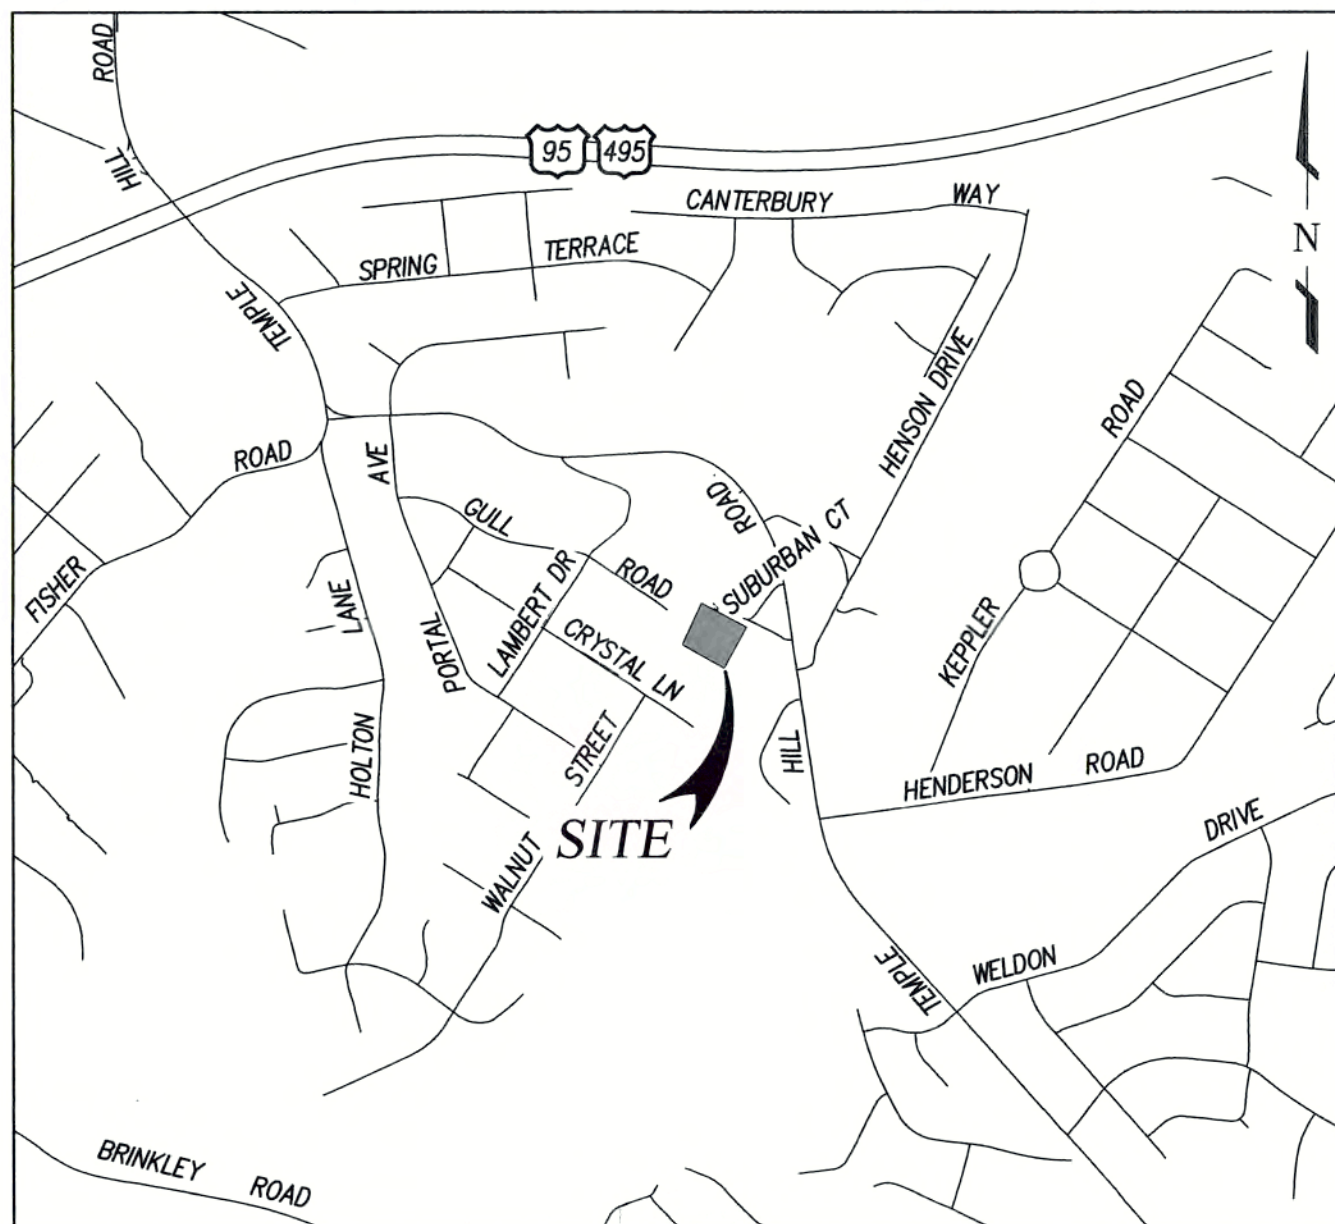 ROAD
HILL
TEMPLE
95
495
CANTERBURY WAY
SPRING TERRACE
N
HENSON DRIVE
ROAD
KEPPLER
FISHER ROAD
AVE
PORTAL
GULL ROAD
ROAD
SUBURBAN CT
LAMBERT DR
CRYSTAL LN
LANE
HOLTON
STREET
WALNUT
SITE
HILL
TEMPLE
HENDERSON ROAD
WELDON DRIVE
BRINKLEY ROAD